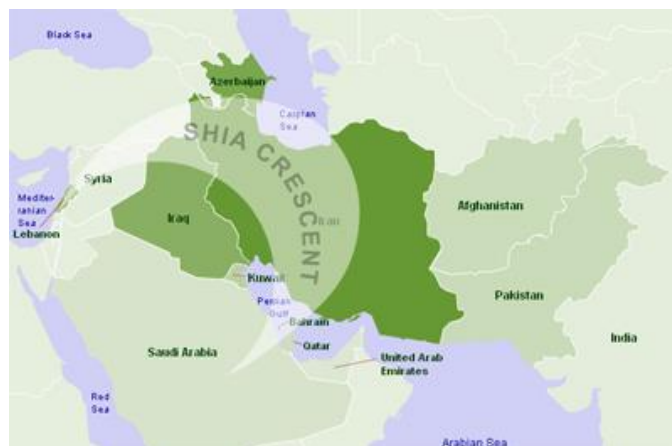 Black Sea
Azerbaijan
Caspian
Sea
SHIA CRESCENT
Syria
Mediter-
ranian
Sea
Lebanon
Iraq
Iran
Afghanistan
Kuwait
Persian
Gulf
Pakistan
Bahrain
Qatar
Saudi Arabia
United Arab
Emirates
India
Red
Sea
Arabian Sea